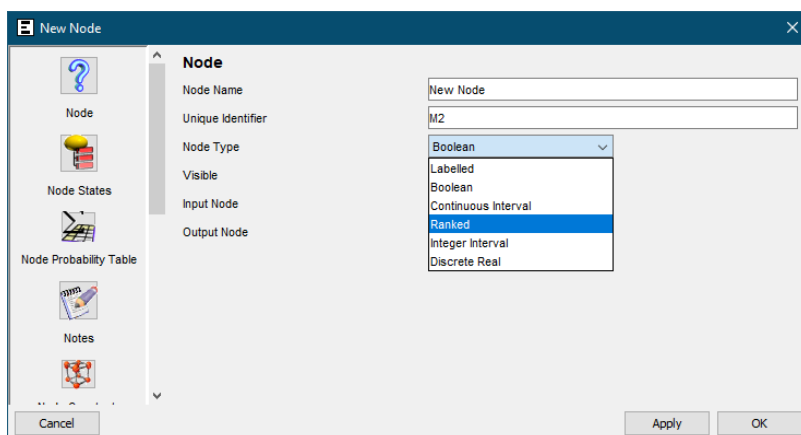 New Node
Node
Node Name
New Node
Unique Identifier
M2
Node Type
Boolean
Visible
Input Node
Output Node
Labelled
Boolean
Continuous Interval
Ranked
Integer Interval
Discrete Real
Node
Node States
Node Probability Table
Notes
Cancel
Apply
OK